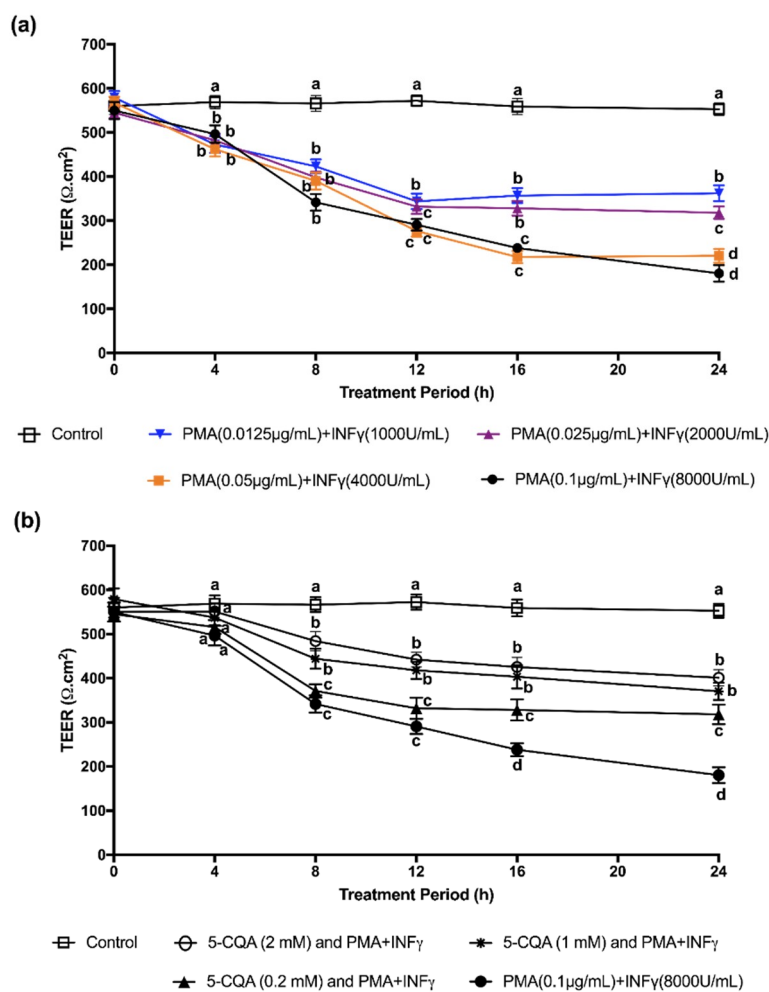 (a)
TEER (Ω.cm2)
700
600
500
400
300
200
100
0
a a a a a
b b b b
b b b b
b b c b
b c c c c
c d d
0 4 8 12 16 20 24
Treatment Period (h)
Control
PMA(0.0125µg/mL)+INFγ(1000U/mL)
PMA(0.025µg/mL)+INFγ(2000U/mL)
PMA(0.05µg/mL)+INFγ(4000U/mL)
PMA(0.1µg/mL)+INFγ(8000U/mL)
(b)
TEER (Ω.cm2)
700
600
500
400
300
200
100
0
a a a a a
a b b b b
a b b b b
a a c c c c
c c d d
0 4 8 12 16 20 24
Treatment Period (h)
Control
5-CQA (2 mM) and PMA+INFγ
5-CQA (1 mM) and PMA+INFγ
5-CQA (0.2 mM) and PMA+INFγ
PMA(0.1µg/mL)+INFγ(8000U/mL)